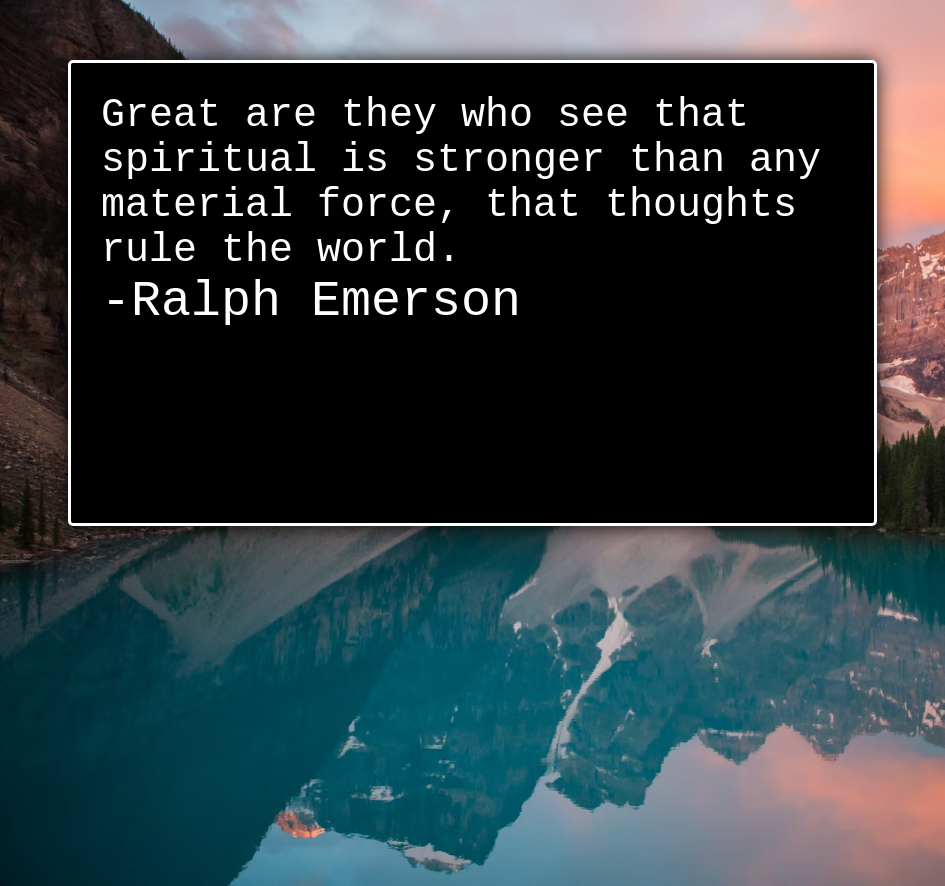 Great are they who see that
spiritual is stronger than any
material force, that thoughts
rule the world.
-Ralph Emerson